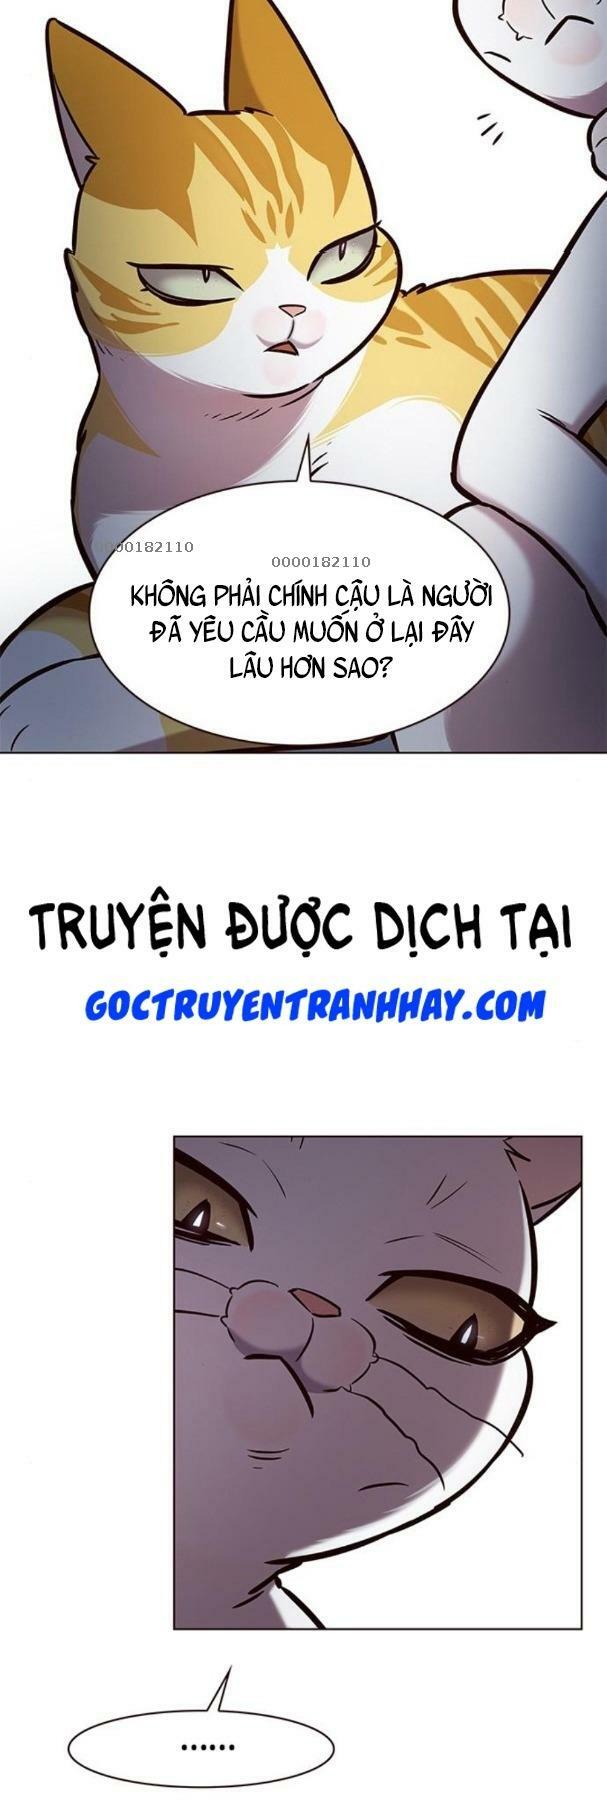 0000182110
0000182110
KHÔNG PHẢI CHÍNH CẬU LÀ NGƯỜI
ĐÃ YÊU CẦU MUỐN Ở LẠI ĐÂY
LÂU HƠN SAO?
TRUYỆN ĐƯỢC DỊCH TẠI
GOCTRUYENTRANHHAY.COM
......